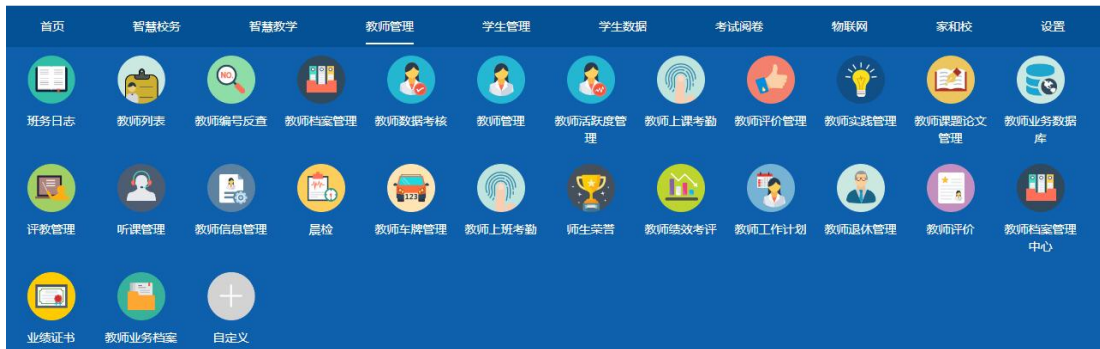 首页 智慧校务 智慧教学 教师管理 学生管理 学生数据 考试阅卷 物联网 家和校 设置
NO.
班务日志 教师列表 教师编号反查 教师档案管理 教师数据考核 教师管理 教师活跃度管理 教师上课考勤 教师评价管理 教师实践管理 教师课题论文管理 教师业务数据库
123
评教管理 听课管理 教师信息管理 晨检 教师车牌管理 教师上班考勤 师生荣誉 教师绩效考评 教师工作计划 教师退休管理 教师评价 教师档案管理中心
业绩证书 教师业务档案 自定义